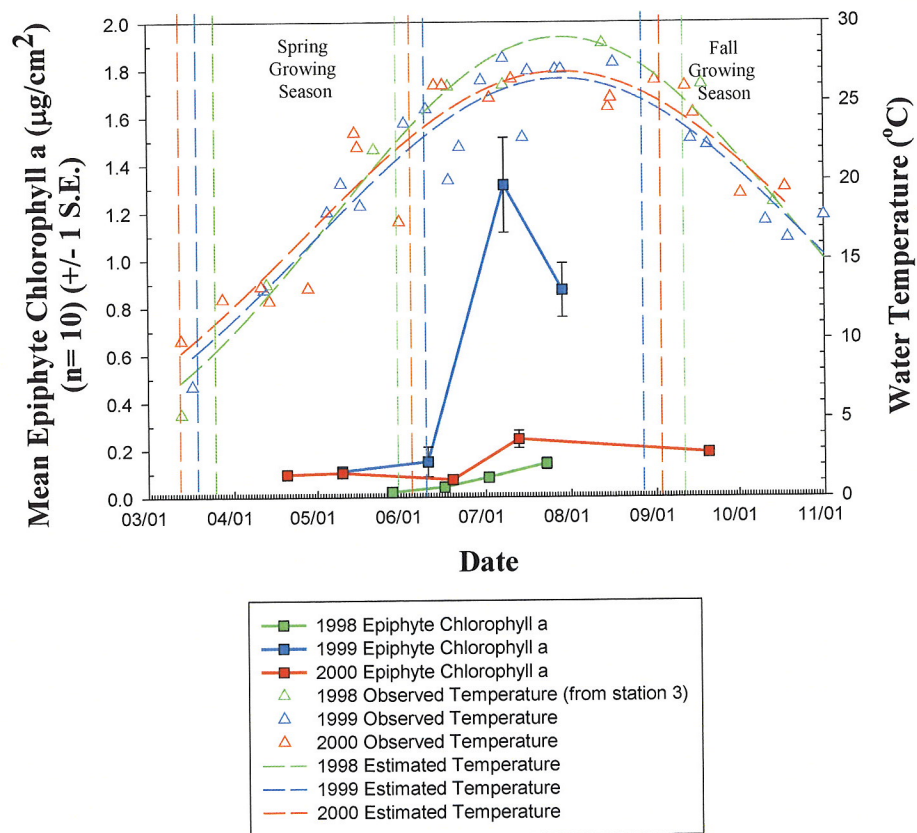 Mean Epiphyte Chlorophyll a (µg/cm2)
(n= 10) (+/- 1 S.E.)
2.0
1.8
1.6
1.4
1.2
1.0
0.8
0.6
0.4
0.2
0.0
Spring
Growing
Season
Fall
Growing
Season
30
25
20
15
10
5
0
Water Temperature (oC)
03/01 04/01 05/01 06/01 07/01 08/01 09/01 10/01 11/01
Date
1998 Epiphyte Chlorophyll a
1999 Epiphyte Chlorophyll a
2000 Epiphyte Chlorophyll a
1998 Observed Temperature (from station 3)
1999 Observed Temperature
2000 Observed Temperature
1998 Estimated Temperature
1999 Estimated Temperature
2000 Estimated Temperature